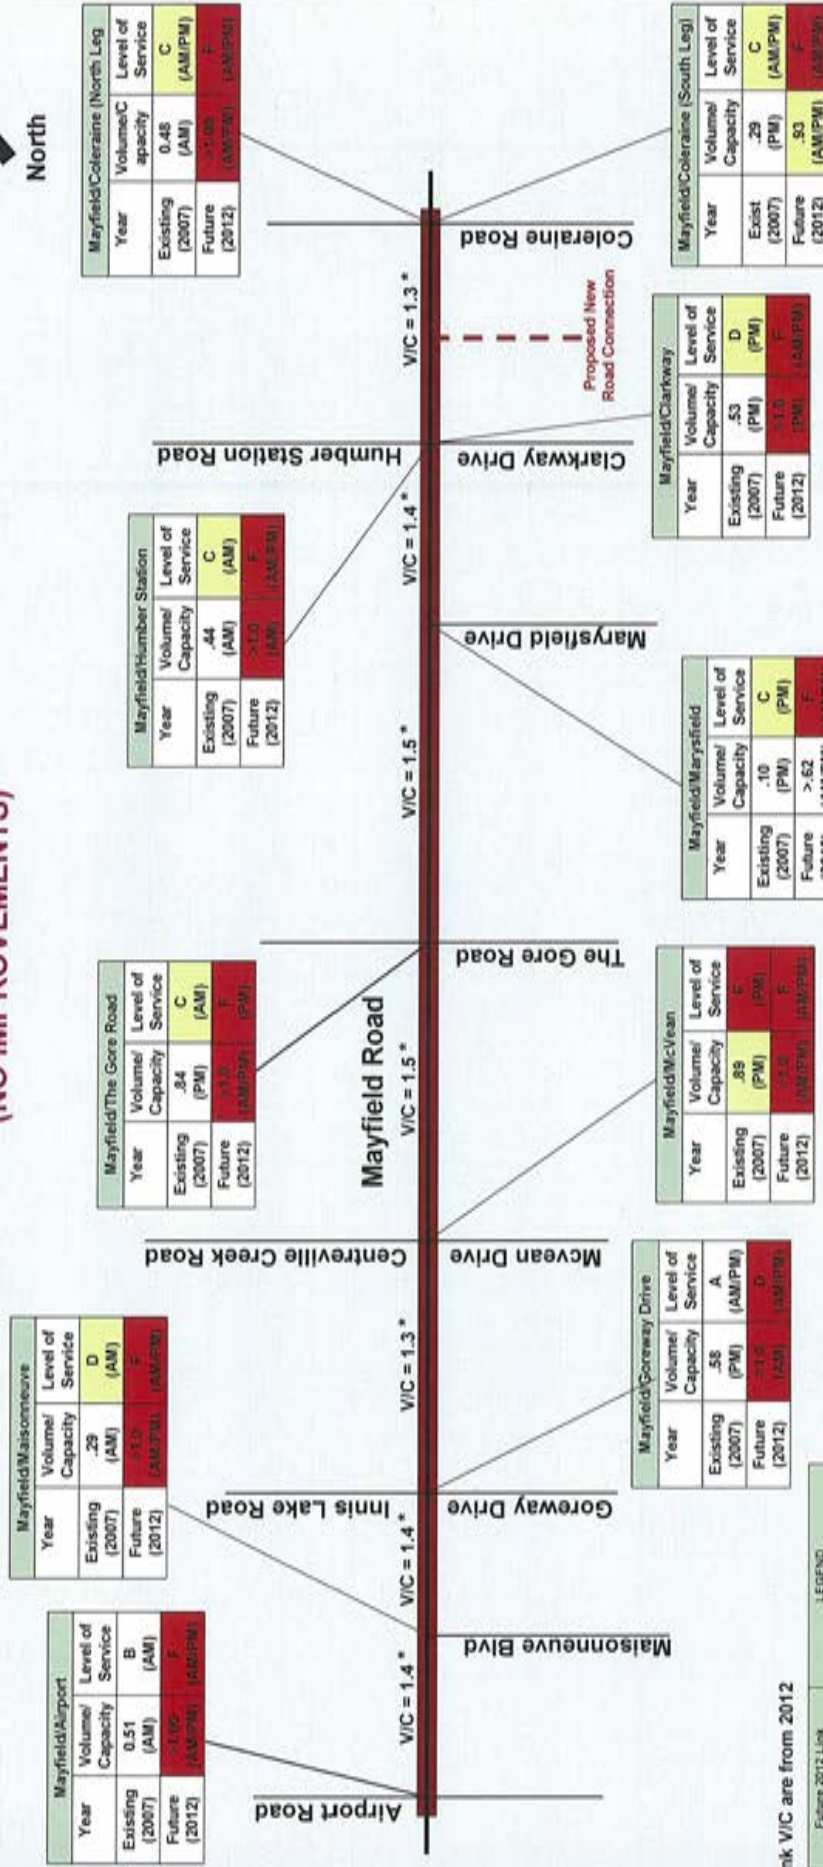 (NO IMPROVEMENTS)
North
Mayfield/Airport
Year Volume/Capacity Level of Service
Existing (2007) 0.51 (AM) B (AM)
Future (2012) >1.00 (AM/PM) F (AM/PM)
Mayfield/Maisonneuve
Year Volume/Capacity Level of Service
Existing (2007) .29 (AM) D (AM)
Future (2012) >1.0 (AM/PM) F (AM/PM)
Mayfield/The Gore Road
Year Volume/Capacity Level of Service
Existing (2007) .84 (PM) C (AM)
Future (2012) >1.0 (AM/PM) F (PM)
Mayfield/Humber Station
Year Volume/Capacity Level of Service
Existing (2007) .44 (AM) C (AM)
Future (2012) >1.0 (AM) F (AM/PM)
Mayfield/Coleraine (North Leg
Year Volume/C apacity Level of Service
Existing (2007) 0.48 (AM) C (AM/PM)
Future (2012) >1.00 (AM/PM) F (AM/PM)
Airport Road
Innis Lake Road
Centreville Creek Road
Humber Station Road
Mayfield Road
V/C = 1.4 *
V/C = 1.4 *
V/C = 1.3 *
V/C = 1.5 *
V/C = 1.5 *
V/C = 1.4 *
V/C = 1.3 *
Maisonneuve Blvd
Goreway Drive
Mcvean Drive
The Gore Road
Marysfield Drive
Clarkway Drive
Coleraine Road
Proposed New
Road Connection
Mayfield/Goreway Drive
Year Volume/Capacity Level of Service
Existing (2007) .58 (PM) A (AM/PM)
Future (2012) >1.0 (AM) D (AM/PM)
Mayfield/McVean
Year Volume/Capacity Level of Service
Existing (2007) .89 (PM) F (PM)
Future (2012) >1.0 (AM/PM) F (AM/PM)
Mayfield/Marysfield
Year Volume/Capacity Level of Service
Existing (2007) .10 (PM) C (PM)
Future >.62 F
Mayfield/Clarkway
Year Volume/Capacity Level of Service
Existing (2007) .53 (PM) D (PM)
Future (2012) >1.0 (PM) F (AM/PM)
Mayfield/Coleraine (South Leg)
Year Volume/Capacity Level of Service
Exist (2007) .29 (PM) C (AM/PM)
Future (2012) .93 (AM/PM) F (AM/PM)
V/C are from 2012
Future 2012 Link
LEGEND